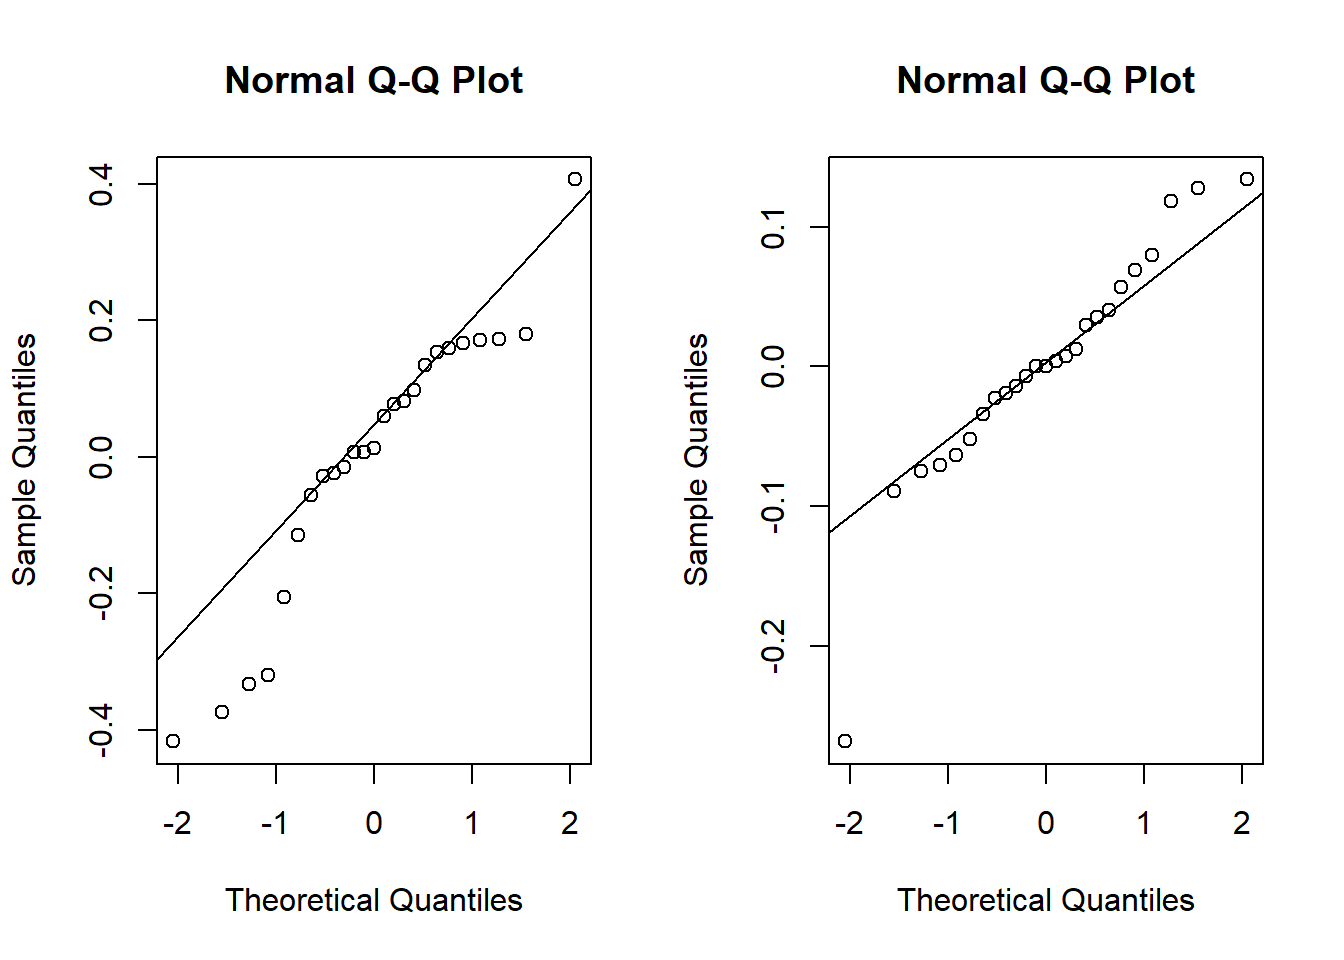 Normal Q-Q Plot
Sample Quantiles
0.4
0.2
0.0
-0.2
-0.4
-2 -1 0 1 2
Theoretical Quantiles
Normal Q-Q Plot
Sample Quantiles
0.1
0.0
-0.1
-0.2
-2 -1 0 1 2
Theoretical Quantiles